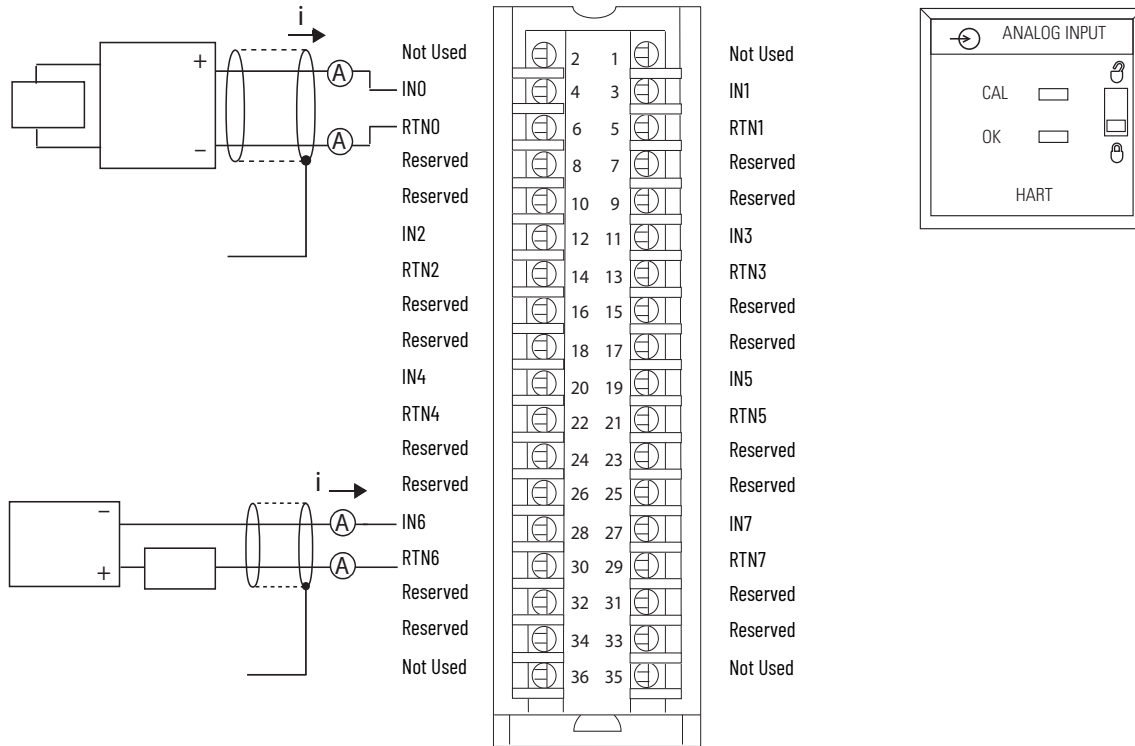 i
+
−
A
A
Not Used
IN0
RTN0
Reserved
Reserved
IN2
RTN2
Reserved
Reserved
IN4
RTN4
Reserved
Reserved
IN6
RTN6
Reserved
Reserved
Not Used
i
−
+
A
A
2 1
4 3
6 5
8 7
10 9
12 11
14 13
16 15
18 17
20 19
22 21
24 23
26 25
28 27
30 29
32 31
34 33
36 35
Not Used
IN1
RTN1
Reserved
Reserved
IN3
RTN3
Reserved
Reserved
IN5
RTN5
Reserved
Reserved
IN7
RTN7
Reserved
Reserved
Not Used
ANALOG INPUT
CAL
OK
HART